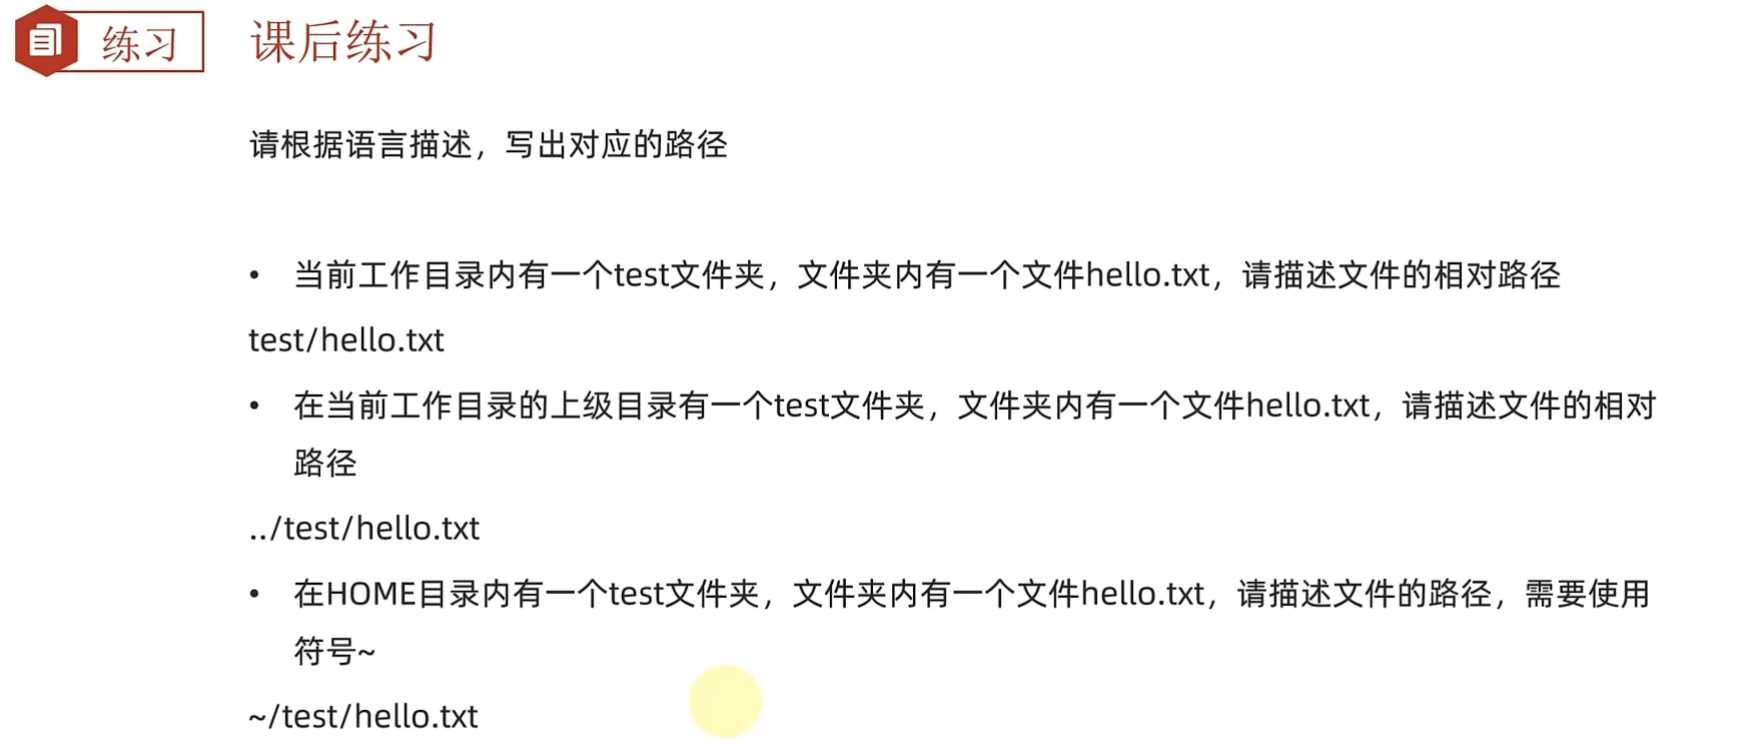 练习
课后练习
请根据语言描述，写出对应的路径
• 当前工作目录内有一个test文件夹，文件夹内有一个文件hello.txt，请描述文件的相对路径
test/hello.txt
• 在当前工作目录的上级目录有一个test文件夹，文件夹内有一个文件hello.txt，请描述文件的相对
路径
../test/hello.txt
• 在HOME目录内有一个test文件夹，文件夹内有一个文件hello.txt，请描述文件的路径，需要使用
符号~
~/test/hello.txt